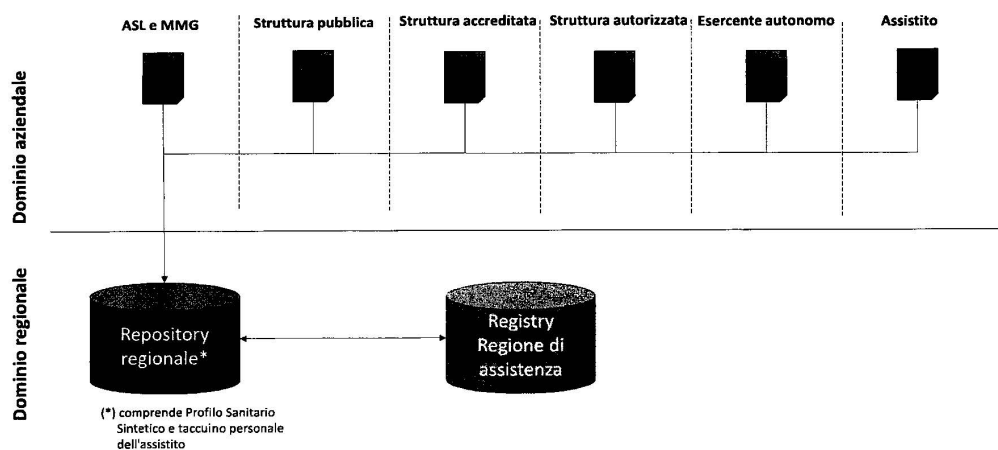 ASL e MMG
Struttura pubblica
Struttura accreditata
Struttura autorizzata
Esercente autonomo
Assistito
Dominio aziendale
Dominio regionale
Repository
regionale*
Registry
Regione di
assistenza
(*) comprende Profilo Sanitario
Sintetico e taccuino personale
dell'assistito